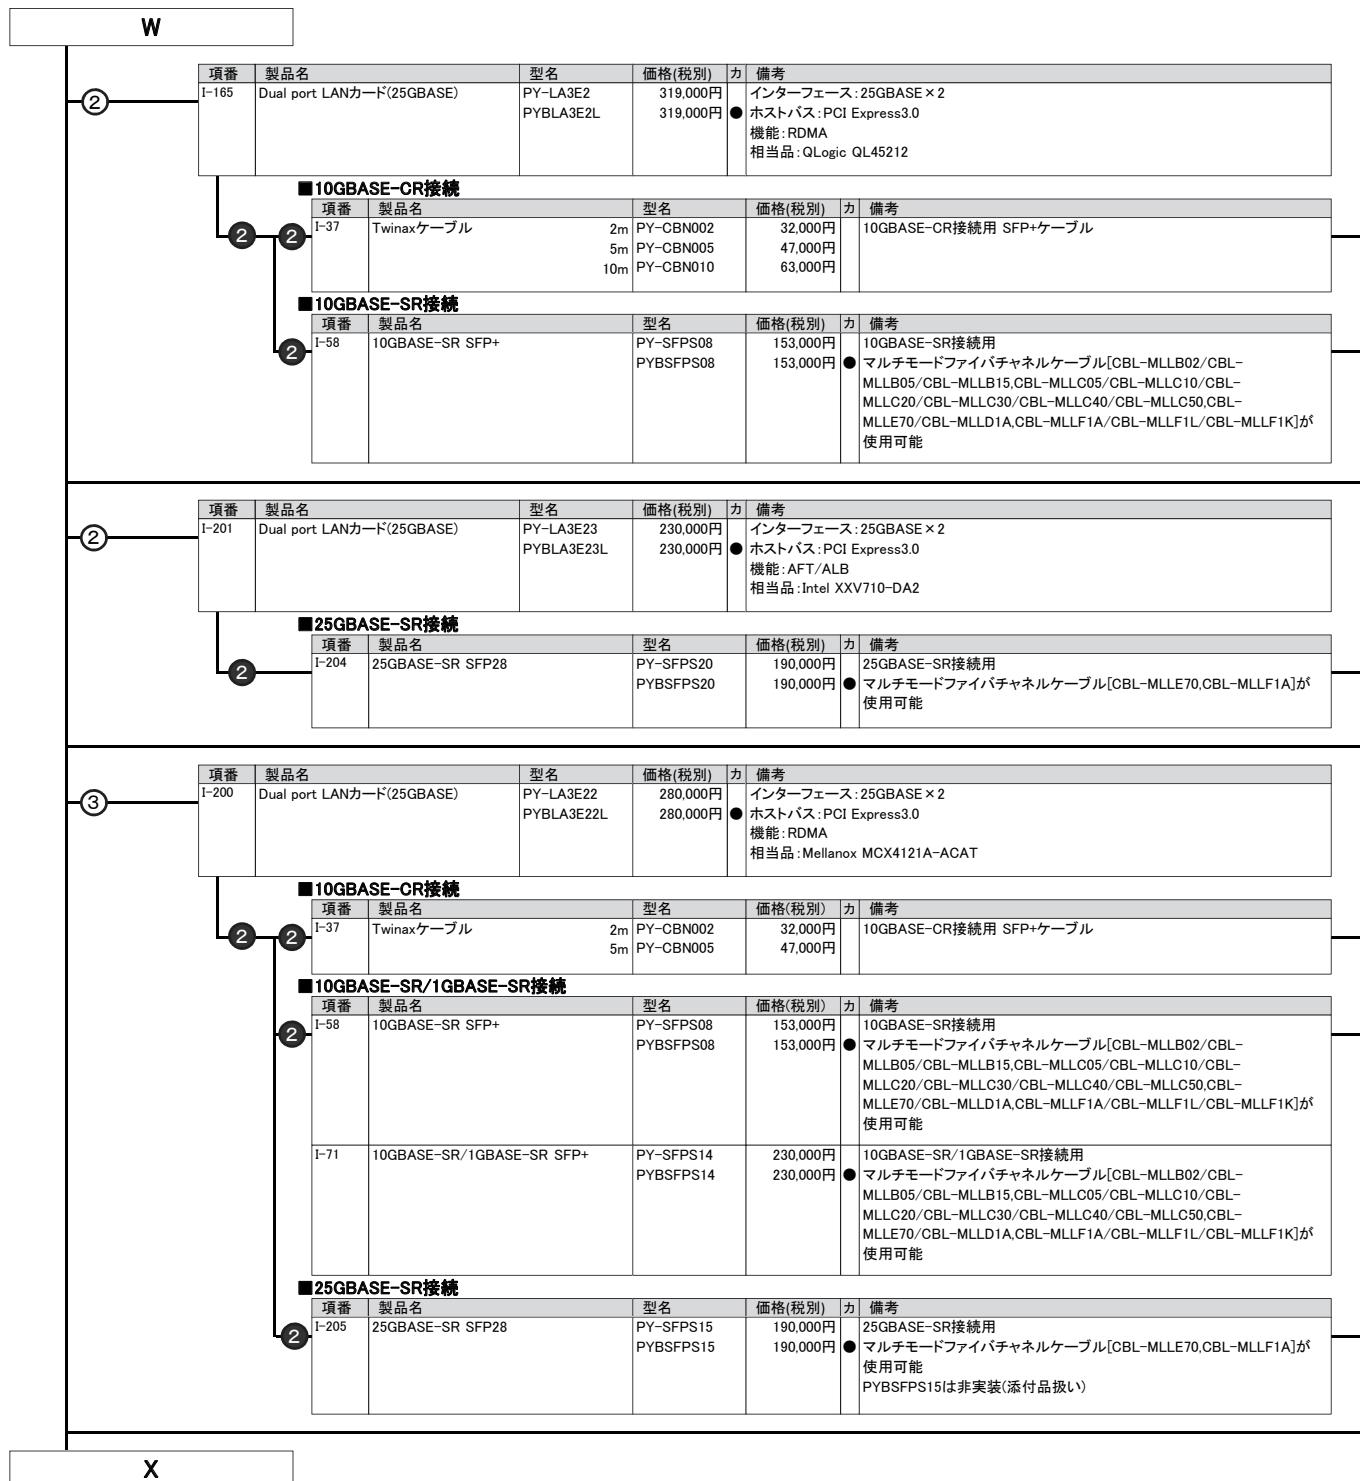 W
項番 製品名 型名 価格(税別) カ 備考
② I-165 Dual port LANカード(25GBASE) PY-LA3E2 319,000円 インターフェース:25GBASE×2
PYBLA3E2L 319,000円 ● ホストバス:PCI Express3.0
機能:RDMA
相当品:QLogic QL45212
■10GBASE-CR接続
項番 製品名 型名 価格(税別) カ 備考
2 2 I-37 Twinaxケーブル 2m PY-CBN002 32,000円 10GBASE-CR接続用 SFP+ケーブル
5m PY-CBN005 47,000円
10m PY-CBN010 63,000円
■10GBASE-SR接続
項番 製品名 型名 価格(税別) カ 備考
2 I-58 10GBASE-SR SFP+ PY-SFPS08 153,000円 10GBASE-SR接続用
PYBSFPS08 153,000円 ● マルチモードファイバチャネルケーブル[CBL-MLLB02/CBL-
MLLB05/CBL-MLLB15,CBL-MLLC05/CBL-MLLC10/CBL-
MLLC20/CBL-MLLC30/CBL-MLLC40/CBL-MLLC50,CBL-
MLLE70/CBL-MLLD1A,CBL-MLLF1A/CBL-MLLF1L/CBL-MLLF1K]が
使用可能
項番 製品名 型名 価格(税別) カ 備考
② I-201 Dual port LANカード(25GBASE) PY-LA3E23 230,000円 インターフェース:25GBASE×2
PYBLA3E23L 230,000円 ● ホストバス:PCI Express3.0
機能:AFT/ALB
相当品:Intel XXV710-DA2
■25GBASE-SR接続
項番 製品名 型名 価格(税別) カ 備考
2 I-204 25GBASE-SR SFP28 PY-SFPS20 190,000円 25GBASE-SR接続用
PYBSFPS20 190,000円 ● マルチモードファイバチャネルケーブル[CBL-MLLE70,CBL-MLLF1A]が
使用可能
項番 製品名 型名 価格(税別) カ 備考
③ I-200 Dual port LANカード(25GBASE) PY-LA3E22 280,000円 インターフェース:25GBASE×2
PYBLA3E22L 280,000円 ● ホストバス:PCI Express3.0
機能:RDMA
相当品:Mellanox MCX4121A-ACAT
■10GBASE-CR接続
項番 製品名 型名 価格(税別) カ 備考
2 2 I-37 Twinaxケーブル 2m PY-CBN002 32,000円 10GBASE-CR接続用 SFP+ケーブル
5m PY-CBN005 47,000円
■10GBASE-SR/1GBASE-SR接続
項番 製品名 型名 価格(税別) カ 備考
2 I-58 10GBASE-SR SFP+ PY-SFPS08 153,000円 10GBASE-SR接続用
PYBSFPS08 153,000円 ● マルチモードファイバチャネルケーブル[CBL-MLLB02/CBL-
MLLB05/CBL-MLLB15,CBL-MLLC05/CBL-MLLC10/CBL-
MLLC20/CBL-MLLC30/CBL-MLLC40/CBL-MLLC50,CBL-
MLLE70/CBL-MLLD1A,CBL-MLLF1A/CBL-MLLF1L/CBL-MLLF1K]が
使用可能
I-71 10GBASE-SR/1GBASE-SR SFP+ PY-SFPS14 230,000円 10GBASE-SR/1GBASE-SR接続用
PYBSFPS14 230,000円 ● マルチモードファイバチャネルケーブル[CBL-MLLB02/CBL-
MLLB05/CBL-MLLB15,CBL-MLLC05/CBL-MLLC10/CBL-
MLLC20/CBL-MLLC30/CBL-MLLC40/CBL-MLLC50,CBL-
MLLE70/CBL-MLLD1A,CBL-MLLF1A/CBL-MLLF1L/CBL-MLLF1K]が
使用可能
■25GBASE-SR接続
項番 製品名 型名 価格(税別) カ 備考
2 I-205 25GBASE-SR SFP28 PY-SFPS15 190,000円 25GBASE-SR接続用
PYBSFPS15 190,000円 ● マルチモードファイバチャネルケーブル[CBL-MLLE70,CBL-MLLF1A]が
使用可能
PYBSFPS15は非実装(添付品扱い)
X